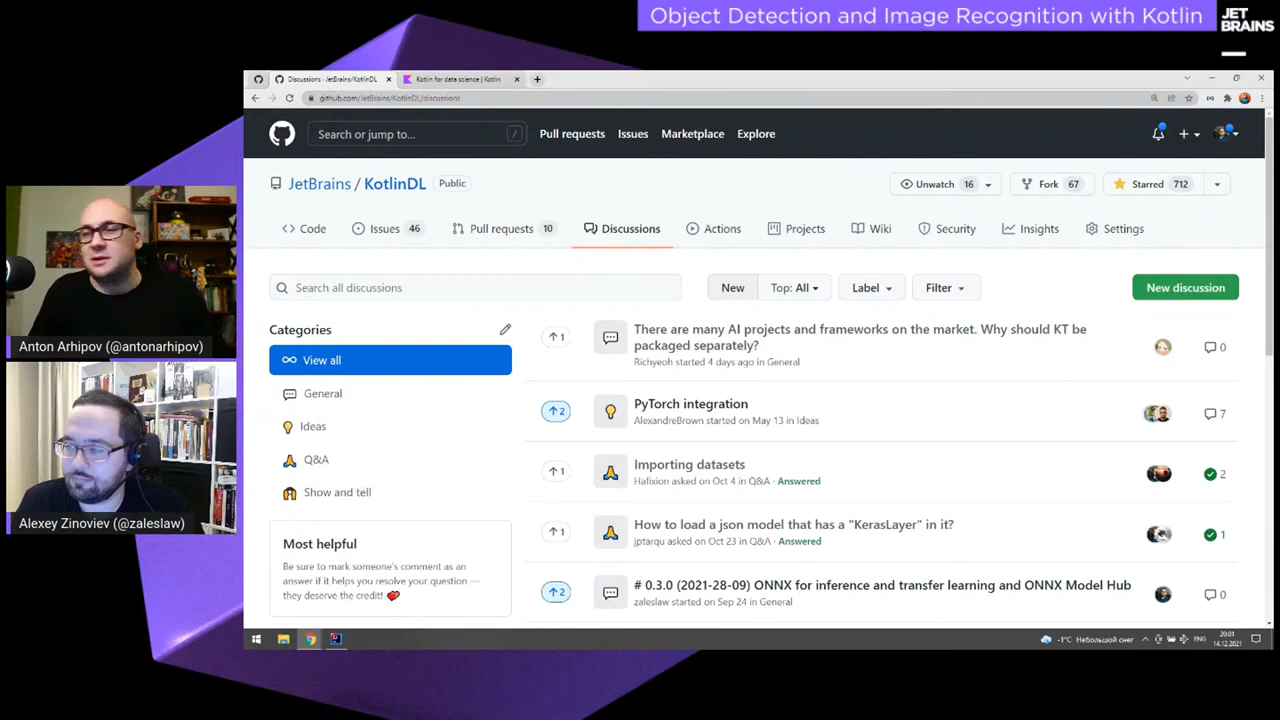 Object Detection and Image Recognition with Kotlin
JET
BRAINS
Discussions · JetBrains/KotlinDL
Kotlin for data science | Kotlin
github.com/JetBrains/KotlinDL/discussions
Search or jump to...
/
Pull requests
Issues
Marketplace
Explore
JetBrains / KotlinDL
Public
Unwatch 16
Fork 67
Starred 712
Code
Issues 46
Pull requests 10
Discussions
Actions
Projects
Wiki
Security
Insights
Settings
Search all discussions
New
Top: All
Label
Filter
New discussion
Categories
View all
General
Ideas
Q&A
Show and tell
Most helpful
Be sure to mark someone's comment as
an answer if it helps you resolve your question —
they deserve the credit!
1
There are many AI projects and frameworks on the market. Why should KT be
packaged separately?
Richyeoh started 4 days ago in General
0
2
PyTorch integration
AlexandreBrown started on May 13 in Ideas
7
1
Importing datasets
Hafixion asked on Oct 4 in Q&A · Answered
2
1
How to load a json model that has a "KerasLayer" in it?
jptarqu asked on Oct 23 in Q&A · Answered
1
2
# 0.3.0 (2021-28-09) ONNX for inference and transfer learning and ONNX Model Hub
zaleslaw started on Sep 24 in General
0
Anton Arhipov (@antonarhipov)
Alexey Zinoviev (@zaleslaw)
-1°C Небольшой снег
ENG
20:01
14.12.2021